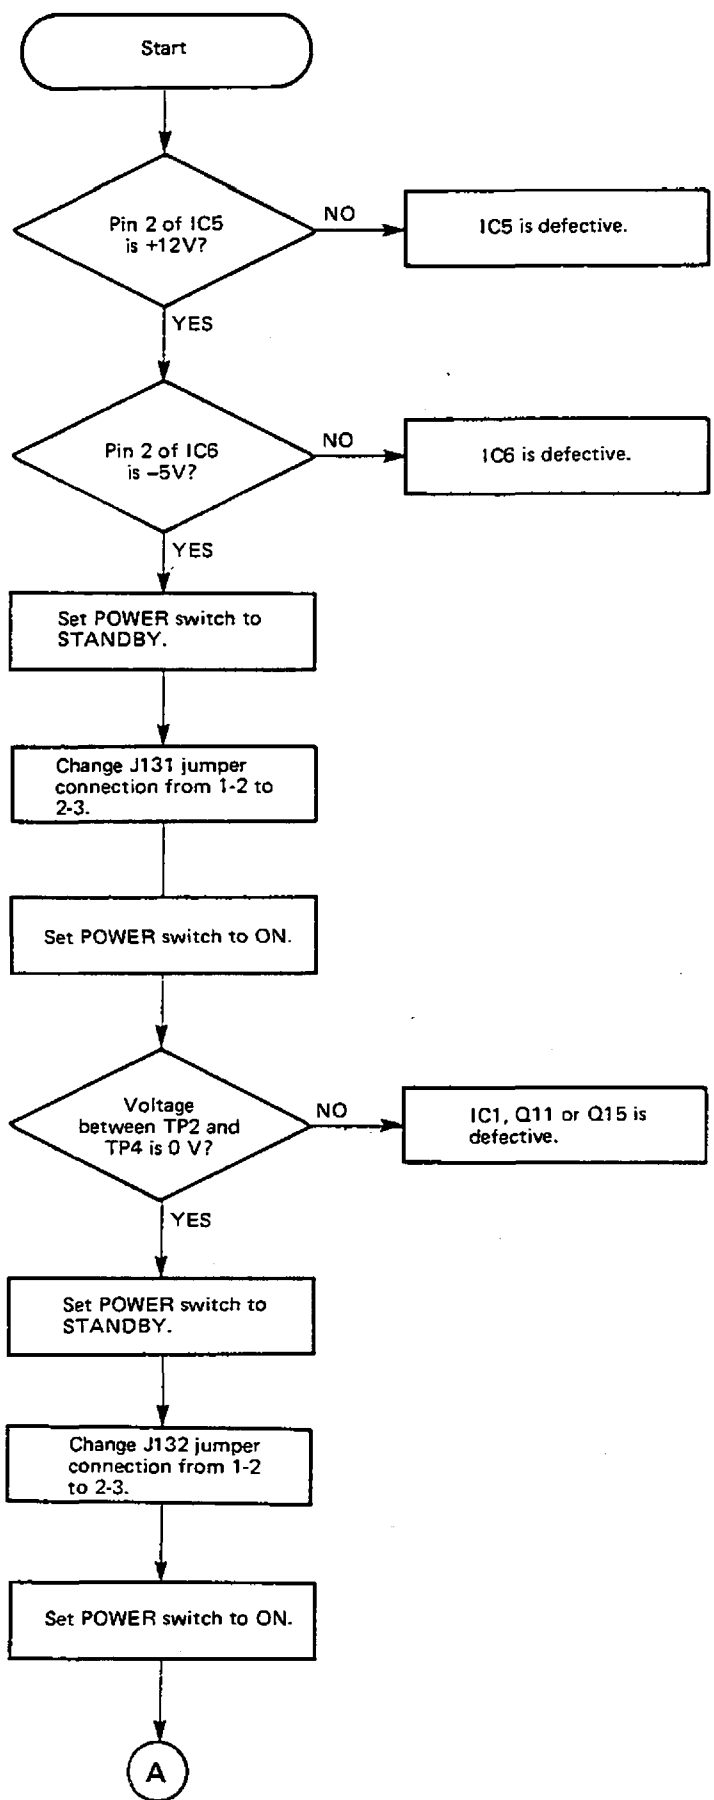 Start
Pin 2 of IC5
is +12V?
NO
IC5 is defective.
YES
Pin 2 of IC6
is –5V?
NO
IC6 is defective.
YES
Set POWER switch to
STANDBY.
Change J131 jumper
connection from 1-2 to
2-3.
Set POWER switch to ON.
Voltage
between TP2 and
TP4 is 0 V?
NO
IC1, Q11 or Q15 is
defective.
YES
Set POWER switch to
STANDBY.
Change J132 jumper
connection from 1-2
to 2-3.
Set POWER switch to ON.
A